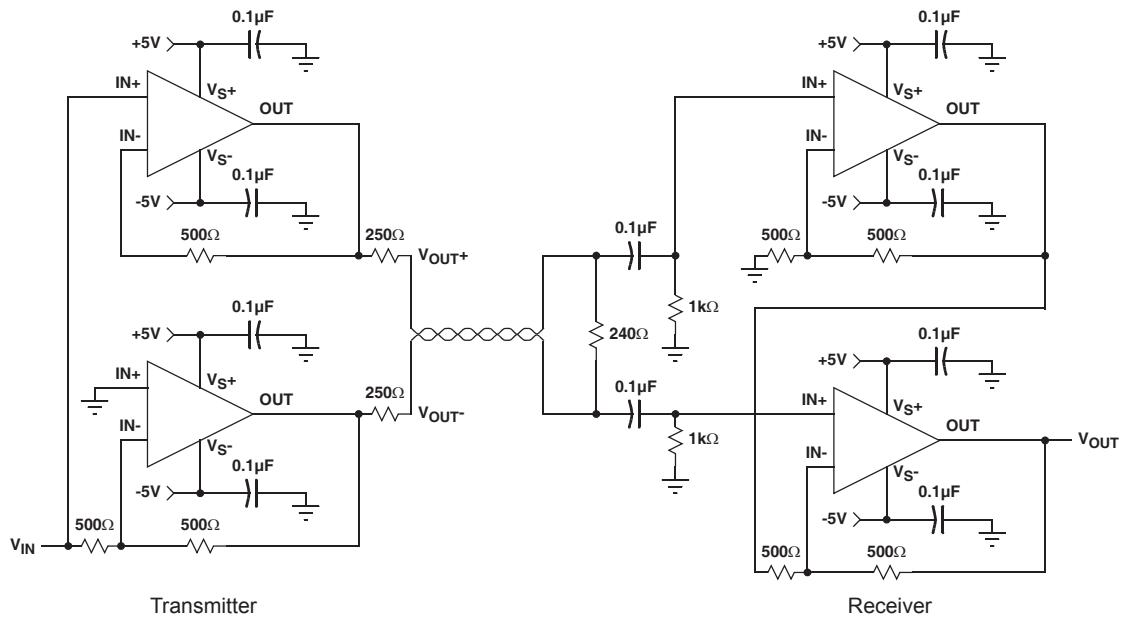 0.1µF
+5V
IN+
VS+
OUT
IN-
VS-
0.1µF
-5V
500Ω
250Ω
VOUT+
0.1µF
+5V
IN+
VS+
OUT
250Ω
VOUT-
IN-
VS-
0.1µF
-5V
500Ω
500Ω
VIN
Transmitter
0.1µF
1kΩ
240Ω
0.1µF
1kΩ
0.1µF
+5V
IN+
VS+
OUT
IN-
VS-
0.1µF
-5V
500Ω
500Ω
0.1µF
+5V
IN+
VS+
OUT
VOUT
IN-
VS-
0.1µF
-5V
500Ω
500Ω
Receiver